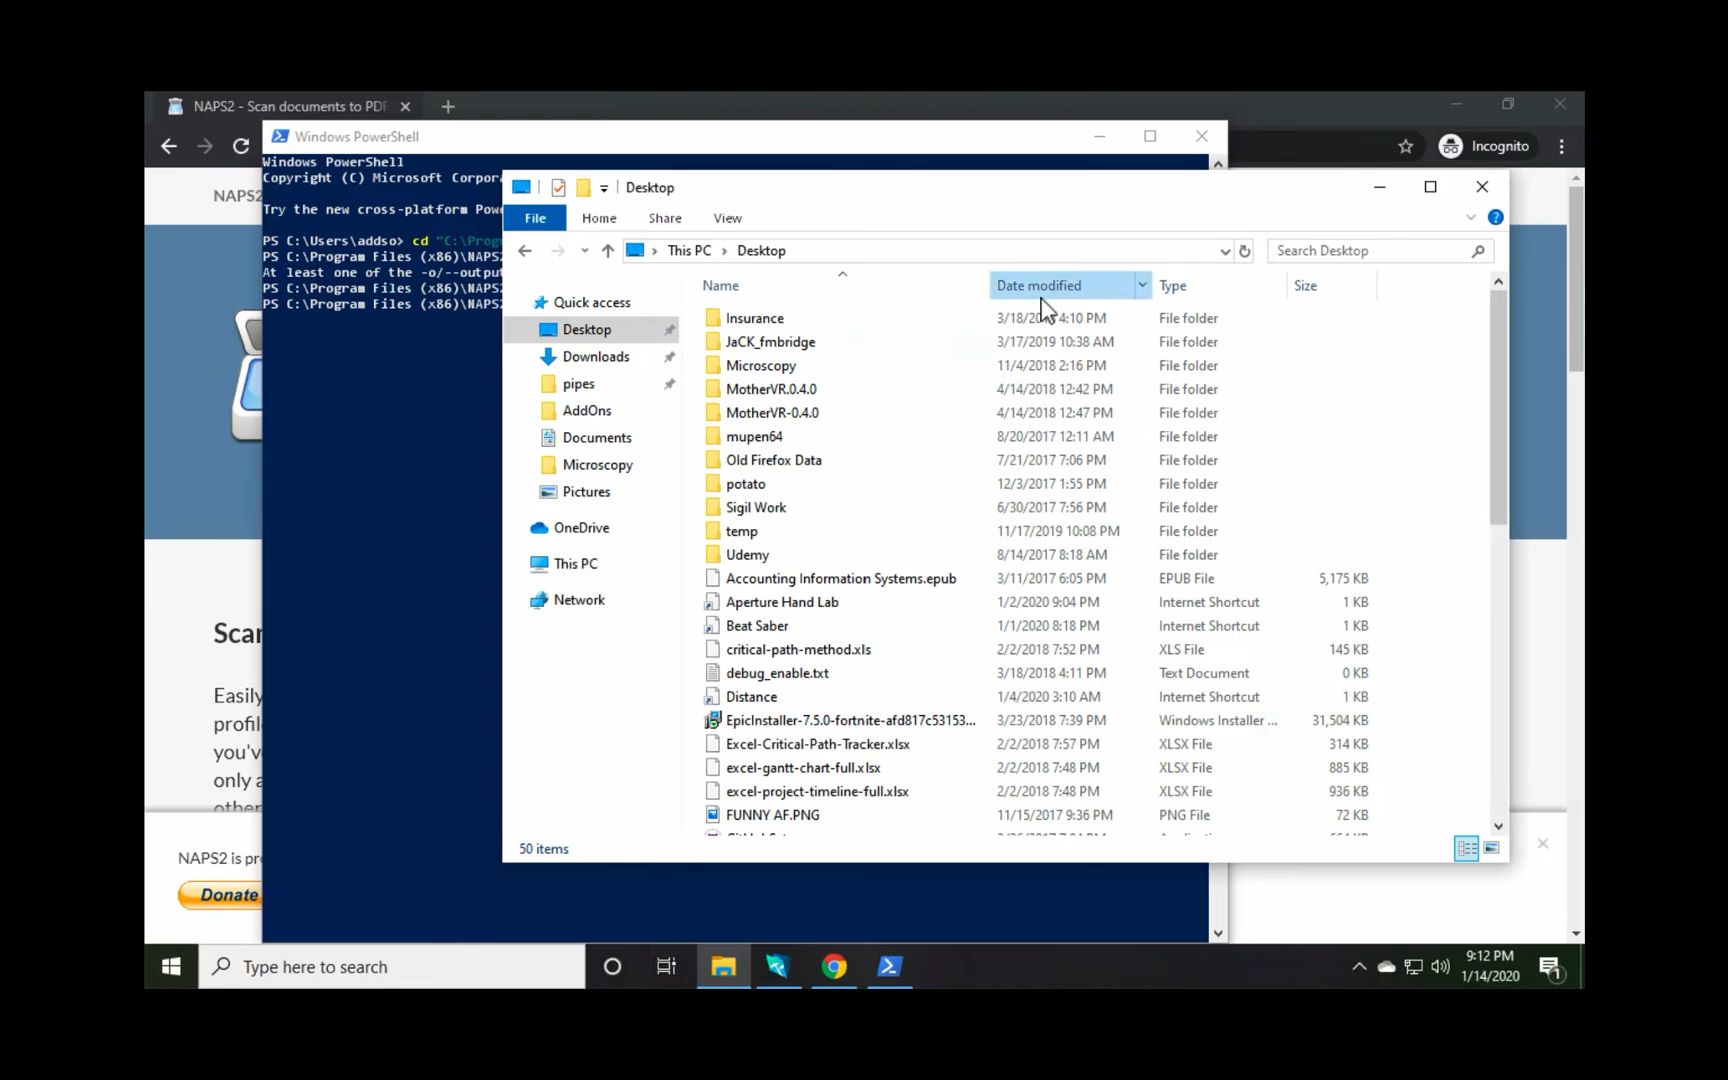 NAPS2 - Scan documents to PDF
Incognito
NAPS2
Windows PowerShell
Windows PowerShell
Copyright (C) Microsoft Corpora
Try the new cross-platform Pow
PS C:\Users\addso> cd "C:\Prog
PS C:\Program Files (x86)\NAPS2
At least one of the -o/--output
PS C:\Program Files (x86)\NAPS2
PS C:\Program Files (x86)\NAPS2
Desktop
File Home Share View
This PC > Desktop
Search Desktop
Name Date modified Type Size
Quick access
Desktop
Downloads
pipes
AddOns
Documents
Microscopy
Pictures
OneDrive
This PC
Network
Insurance 4:10 PM File folder
JaCK_fmbridge 3/17/2019 10:38 AM File folder
Microscopy 11/4/2018 2:16 PM File folder
MotherVR.0.4.0 4/14/2018 12:42 PM File folder
MotherVR-0.4.0 4/14/2018 12:47 PM File folder
mupen64 8/20/2017 12:11 AM File folder
Old Firefox Data 7/21/2017 7:06 PM File folder
potato 12/3/2017 1:55 PM File folder
Sigil Work 6/30/2017 7:56 PM File folder
temp 11/17/2019 10:08 PM File folder
Udemy 8/14/2017 8:18 AM File folder
Accounting Information Systems.epub 3/11/2017 6:05 PM EPUB File 5,175 KB
Aperture Hand Lab 1/2/2020 9:04 PM Internet Shortcut 1 KB
Beat Saber 1/1/2020 8:18 PM Internet Shortcut 1 KB
critical-path-method.xls 2/2/2018 7:52 PM XLS File 145 KB
debug_enable.txt 3/18/2018 4:11 PM Text Document 0 KB
Distance 1/4/2020 3:10 AM Internet Shortcut 1 KB
EpicInstaller-7.5.0-fortnite-afd817c53153... 3/23/2018 7:39 PM Windows Installer ... 31,504 KB
Excel-Critical-Path-Tracker.xlsx 2/2/2018 7:57 PM XLSX File 314 KB
excel-gantt-chart-full.xlsx 2/2/2018 7:48 PM XLSX File 885 KB
excel-project-timeline-full.xlsx 2/2/2018 7:48 PM XLSX File 936 KB
FUNNY AF.PNG 11/15/2017 9:36 PM PNG File 72 KB
50 items
Scan
Easily
profile
you've
only a
other
NAPS2 is pr
Donate
Type here to search
9:12 PM
1/14/2020
1